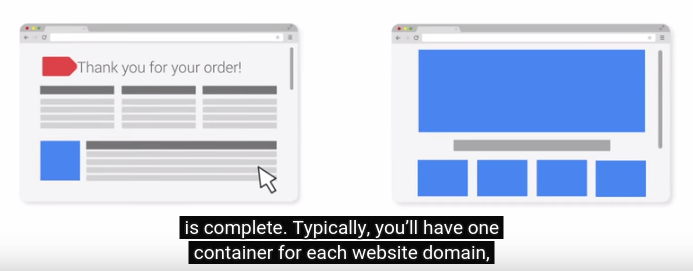 Thank you for your order!
is complete. Typically, you’ll have one
container for each website domain,